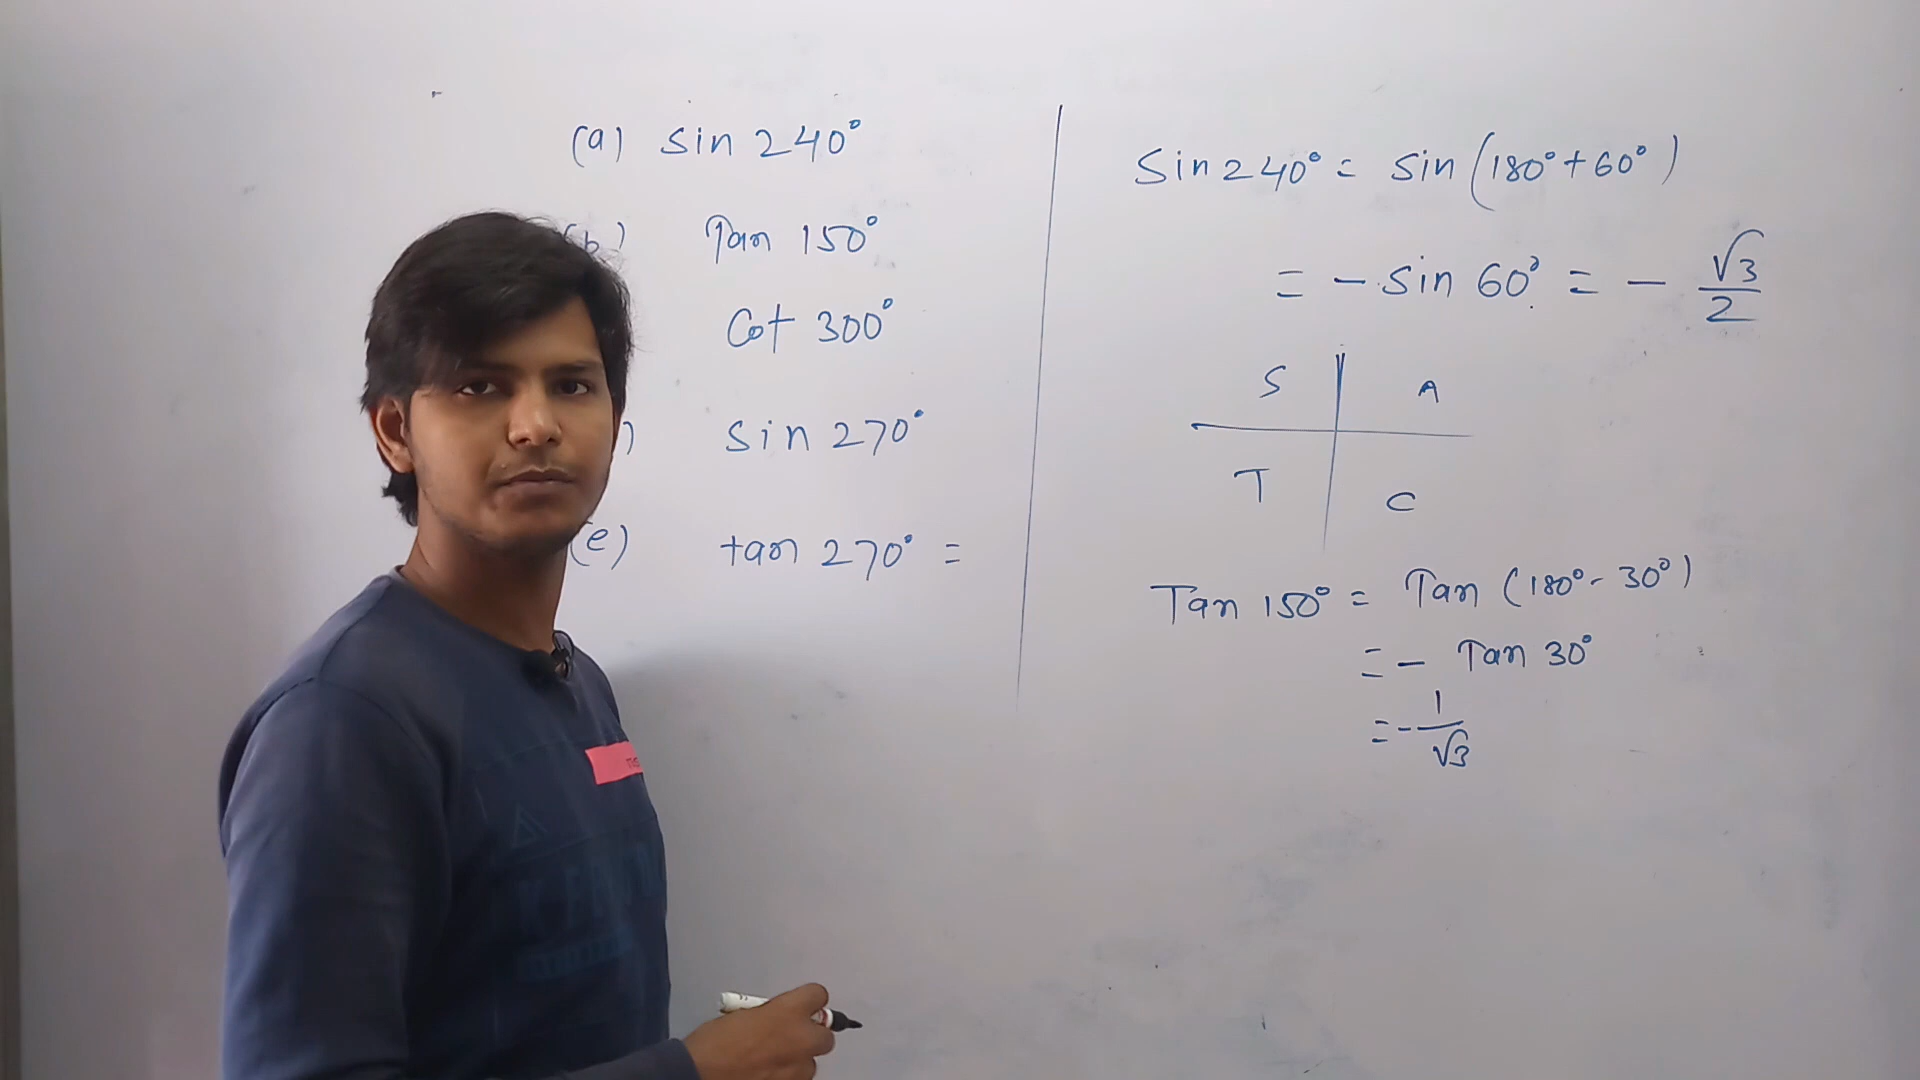 (a) Sin 240°
(b) Tan 150°
Cot 300°
) Sin 270°
(e) tan 270° =
Sin 240° = Sin (180° + 60°)
= - Sin 60° = - √3/2
S A
T C
Tan 150° = Tan (180° - 30°)
= - Tan 30°
= - 1/√3